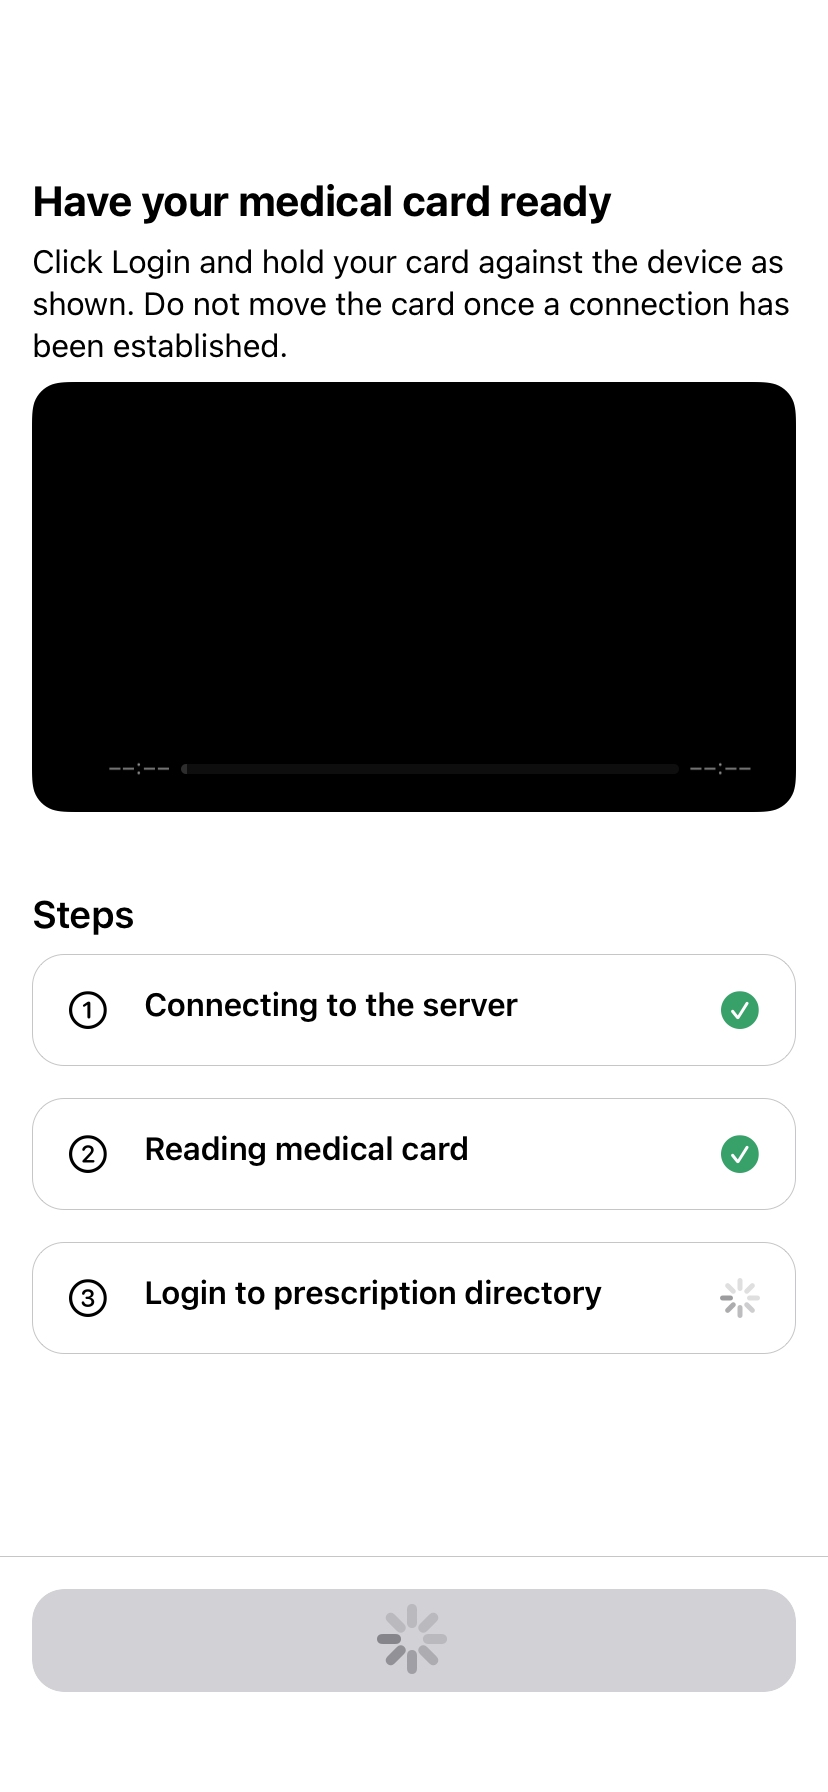 Have your medical card ready
Click Login and hold your card against the device as
shown. Do not move the card once a connection has
been established.
--:-- --:--
Steps
1 Connecting to the server
2 Reading medical card
3 Login to prescription directory